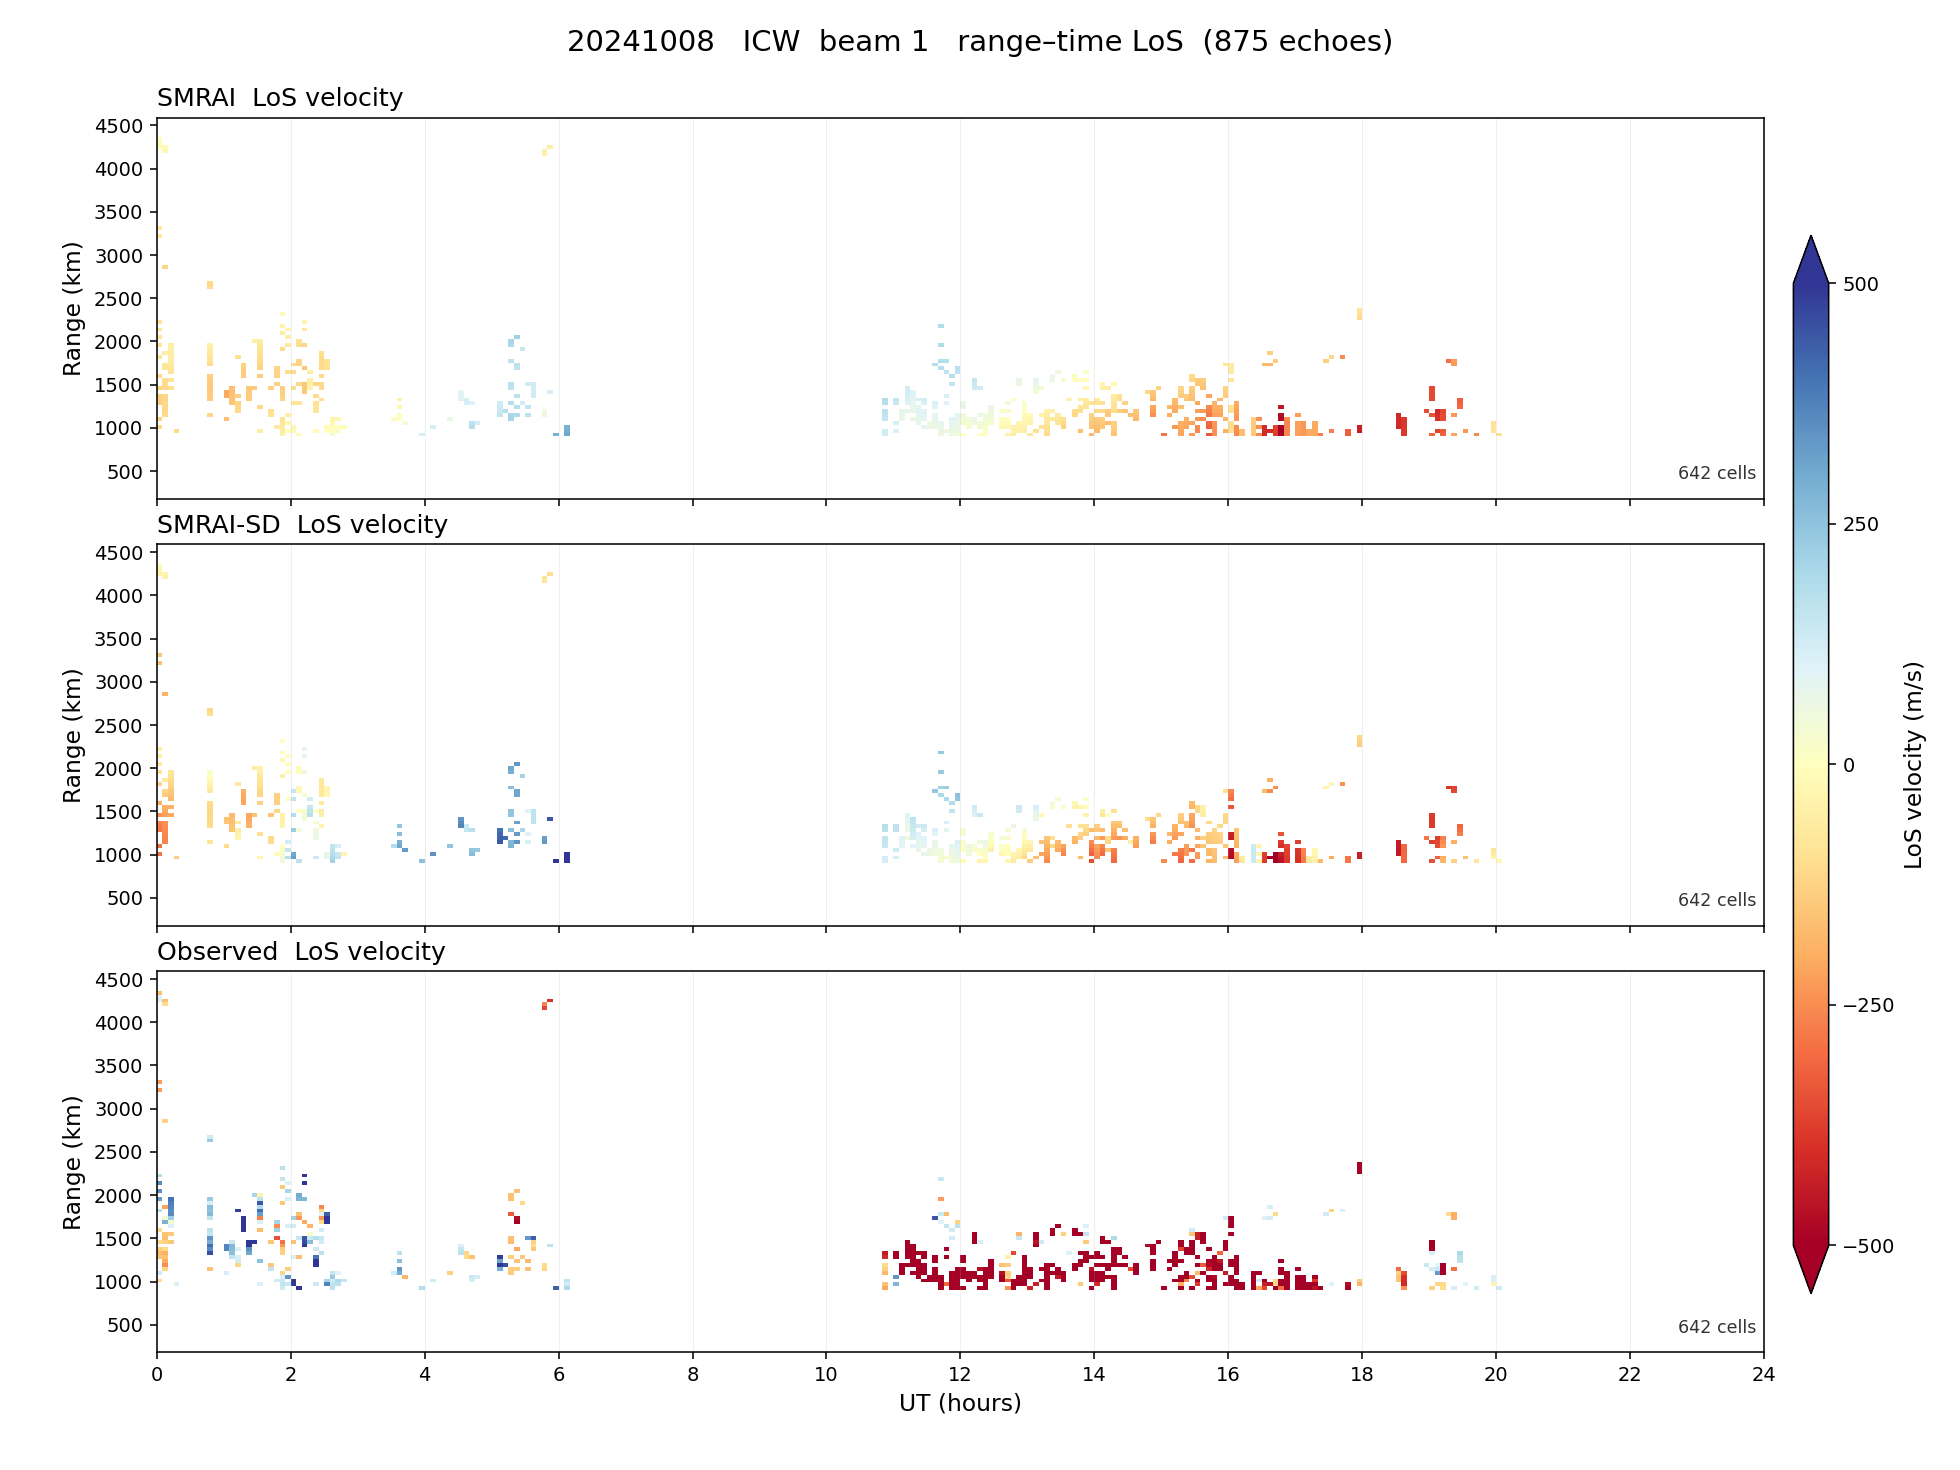 20241008   ICW  beam 1   range–time LoS  (875 echoes)
SMRAI  LoS velocity
4500
4000
3500
3000
2500
2000
1500
1000
500
Range (km)
642 cells
SMRAI-SD  LoS velocity
4500
4000
3500
3000
2500
2000
1500
1000
500
Range (km)
642 cells
Observed  LoS velocity
4500
4000
3500
3000
2500
2000
1500
1000
500
Range (km)
642 cells
0 2 4 6 8 10 12 14 16 18 20 22 24
UT (hours)
500
250
0
−250
−500
LoS velocity (m/s)